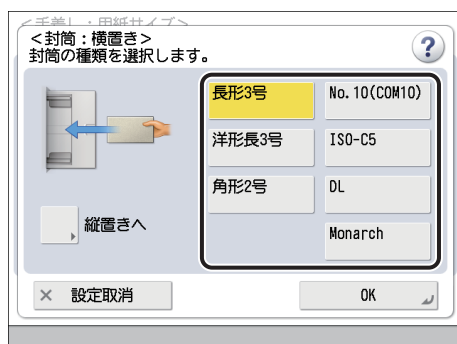 <手差し:用紙サイズ>
<封筒:横置き>
封筒の種類を選択します。
?
長形3号
No.10(COM10)
洋形長3号
ISO-C5
角形2号
DL
縦置きへ
Monarch
× 設定取消
OK